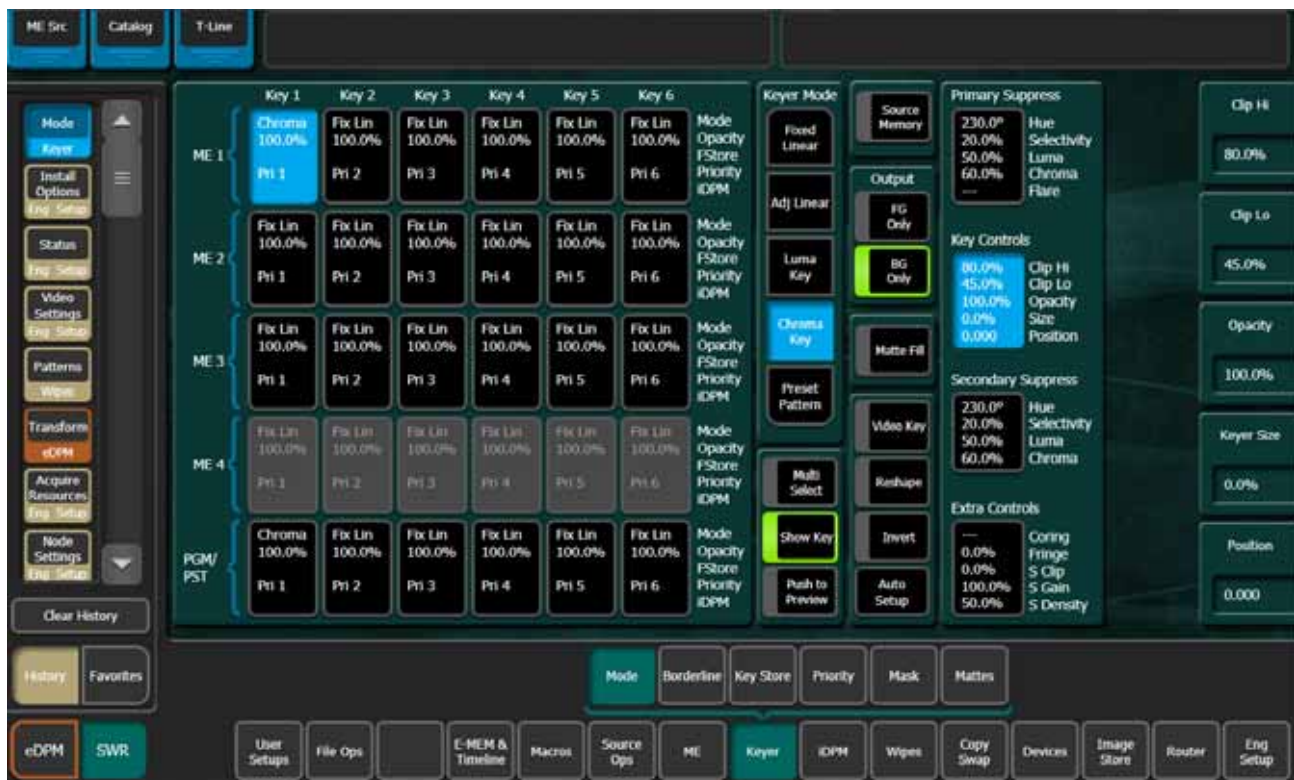 ME Src
Catalog
T-Line
Mode
Keyer
Install
Options
Eng Setup
Status
Eng Setup
Video
Settings
Eng Setup
Patterns
Wipes
Transform
eDPM
Acquire
Resources
Eng Setup
Node
Settings
Eng Setup
Clear History
History
Favorites
eDPM
SWR
Key 1 Key 2 Key 3 Key 4 Key 5 Key 6
ME 1
Chroma Fix Lin Fix Lin Fix Lin Fix Lin Fix Lin Mode
100.0% 100.0% 100.0% 100.0% 100.0% 100.0% Opacity
FStore
Pri 1 Pri 2 Pri 3 Pri 4 Pri 5 Pri 6 Priority
iDPM
ME 2
Fix Lin Fix Lin Fix Lin Fix Lin Fix Lin Fix Lin Mode
100.0% 100.0% 100.0% 100.0% 100.0% 100.0% Opacity
FStore
Pri 1 Pri 2 Pri 3 Pri 4 Pri 5 Pri 6 Priority
iDPM
ME 3
Fix Lin Fix Lin Fix Lin Fix Lin Fix Lin Fix Lin Mode
100.0% 100.0% 100.0% 100.0% 100.0% 100.0% Opacity
FStore
Pri 1 Pri 2 Pri 3 Pri 4 Pri 5 Pri 6 Priority
iDPM
ME 4
Fix Lin Fix Lin Fix Lin Fix Lin Fix Lin Fix Lin Mode
100.0% 100.0% 100.0% 100.0% 100.0% 100.0% Opacity
FStore
Pri 1 Pri 2 Pri 3 Pri 4 Pri 5 Pri 6 Priority
iDPM
PGM/
PST
Chroma Fix Lin Fix Lin Fix Lin Fix Lin Fix Lin Mode
100.0% 100.0% 100.0% 100.0% 100.0% 100.0% Opacity
FStore
Pri 1 Pri 2 Pri 3 Pri 4 Pri 5 Pri 6 Priority
iDPM
Keyer Mode
Fixed
Linear
Adj Linear
Luma
Key
Chroma
Key
Preset
Pattern
Multi
Select
Show Key
Push to
Preview
Source
Memory
Output
FG
Only
BG
Only
Matte Fill
Video Key
Reshape
Invert
Auto
Setup
Primary Suppress
230.0° Hue
20.0% Selectivity
50.0% Luma
60.0% Chroma
--- Flare
Key Controls
80.0% Clip Hi
45.0% Clip Lo
100.0% Opacity
0.0% Size
0.000 Position
Secondary Suppress
230.0° Hue
20.0% Selectivity
50.0% Luma
60.0% Chroma
Extra Controls
--- Coring
0.0% Fringe
0.0% S Clip
100.0% S Gain
50.0% S Density
Clip Hi
80.0%
Clip Lo
45.0%
Opacity
100.0%
Keyer Size
0.0%
Position
0.000
Mode
Borderline
Key Store
Priority
Mask
Mattes
User
Setups
File Ops
E-MEM &
Timeline
Macros
Source
Ops
ME
Keyer
iDPM
Wipes
Copy
Swap
Devices
Image
Store
Router
Eng
Setup